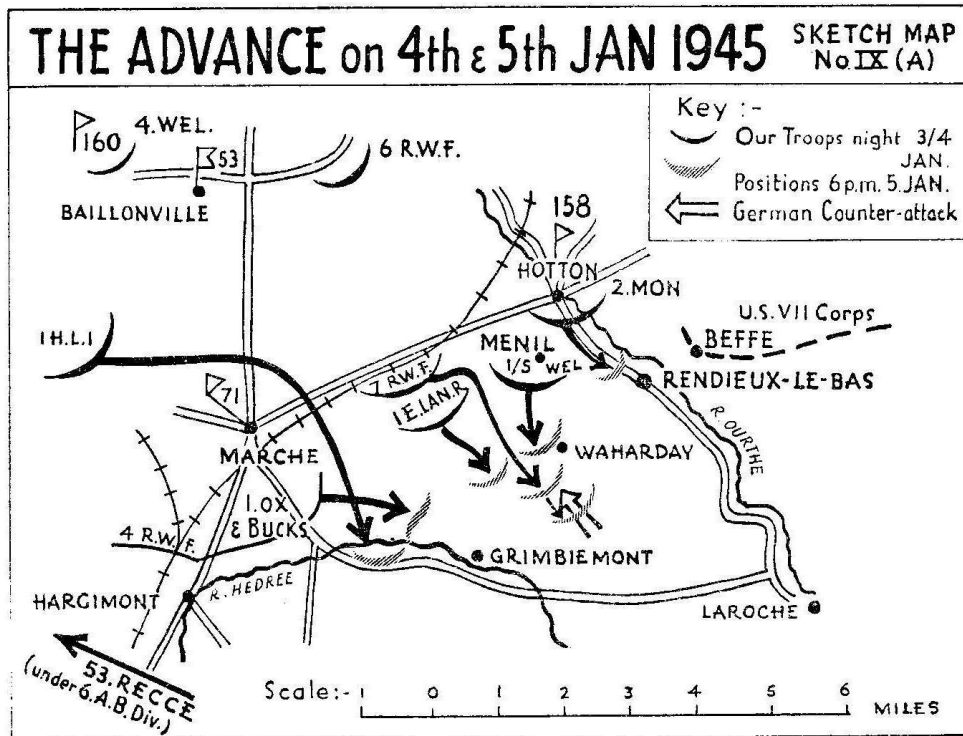 THE ADVANCE on 4th & 5th JAN 1945
SKETCH MAP
No IX (A)
Key :-
Our Troops night 3/4
JAN.
Positions 6 p.m. 5. JAN.
German Counter-attack
160
4. WEL.
53
6 R.W.F.
BAILLONVILLE
158
HOTTON
2. MON
U.S. VII Corps
BEFFE
1 H.L.I
MENIL
1/5 WEL
RENDIEUX-LE-BAS
7 R.W.F.
71
1 E. LAN. R
R. OURTHE
MARCHE
WAHARDAY
1. OX
& BUCKS
4 R.W.F.
GRIMBIEMONT
HARGIMONT
R. HEDREE
LAROCHE
53. RECCE
(under 6. A.B. Div.)
Scale:- 1 0 1 2 3 4 5 6
MILES